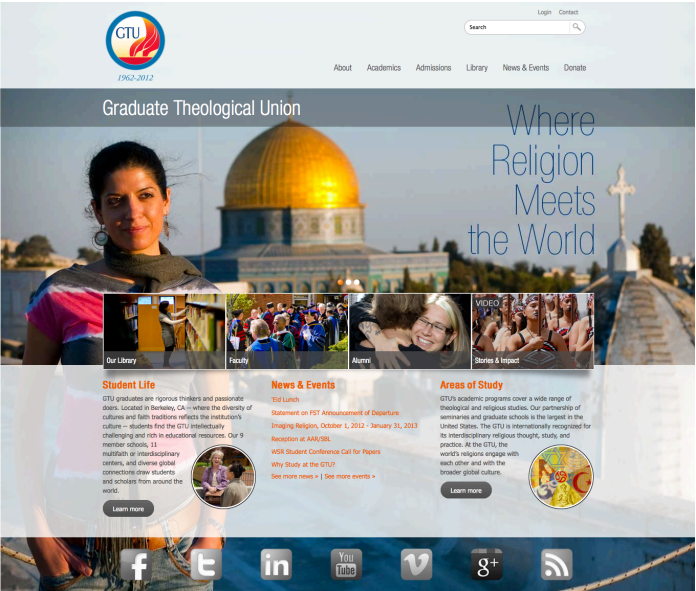 Login Contact
GTU
Search
1962-2012
About Academics Admissions Library News & Events Donate
Graduate Theological Union
Where
Religion
Meets
the World
VIDEO
Our Library
Faculty
Alumni
Stories & Impact
Student Life
GTU graduates are rigorous thinkers and passionate
doers. Located in Berkeley, CA -- where the diversity of
cultures and faith traditions reflects the institution's
culture -- students find the GTU intellectually
challenging and rich in educational resources. Our 9
member schools, 11
multifaith or interdisciplinary
centers, and diverse global
connections draw students
and scholars from around the
world.
Learn more
News & Events
'Eid Lunch
Statement on FST Announcement of Departure
Imaging Religion, October 1, 2012 - January 31, 2013
Reception at AAR/SBL
WSR Student Conference Call for Papers
Why Study at the GTU?
See more news » | See more events »
Areas of Study
GTU's academic programs cover a wide range of
theological and religious studies. Our partnership of
seminaries and graduate schools is the largest in the
United States. The GTU is internationally recognized for
its interdisciplinary religious thought, study, and
practice. At the GTU, the
world's religions engage with
each other and with the
broader global culture.
Learn more
f
t
in
You
Tube
v
g+